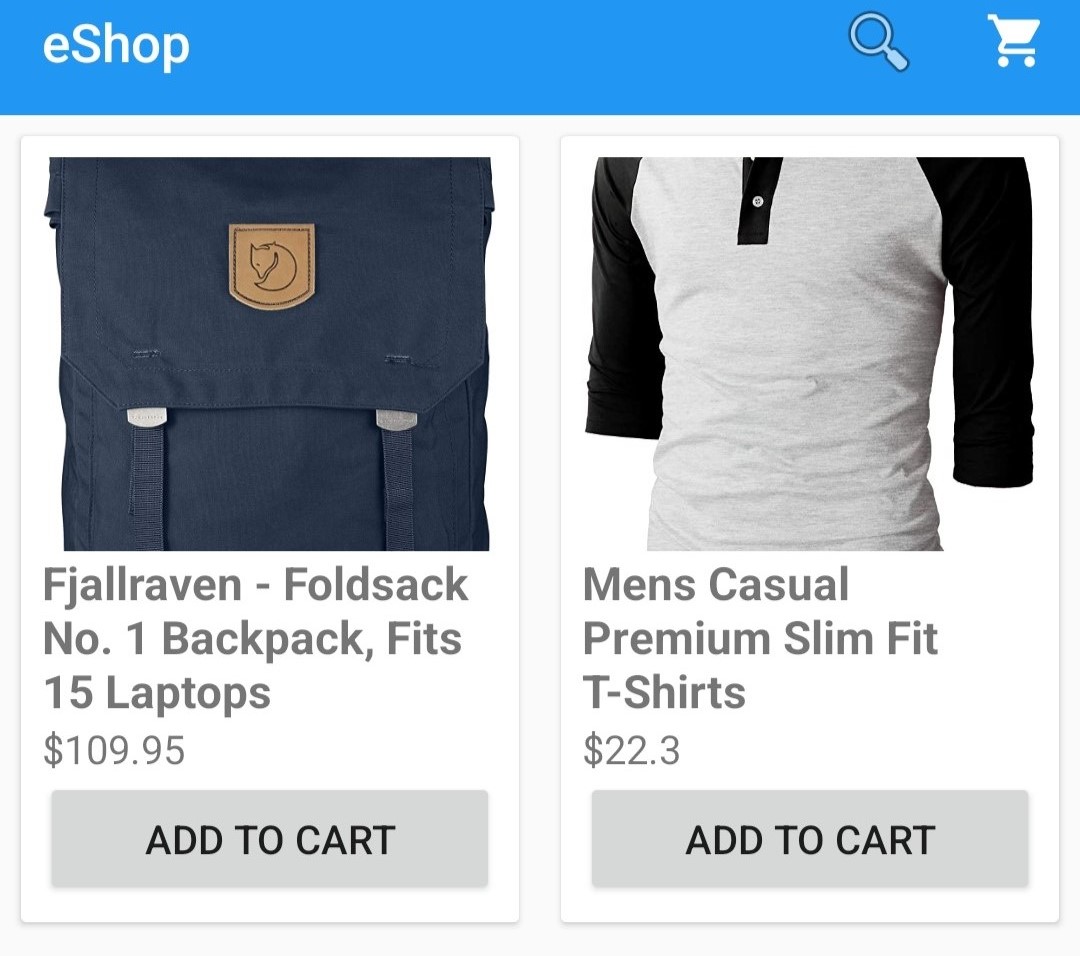 eShop
Fjallraven - Foldsack
No. 1 Backpack, Fits
15 Laptops
$109.95
ADD TO CART
Mens Casual
Premium Slim Fit
T-Shirts
$22.3
ADD TO CART